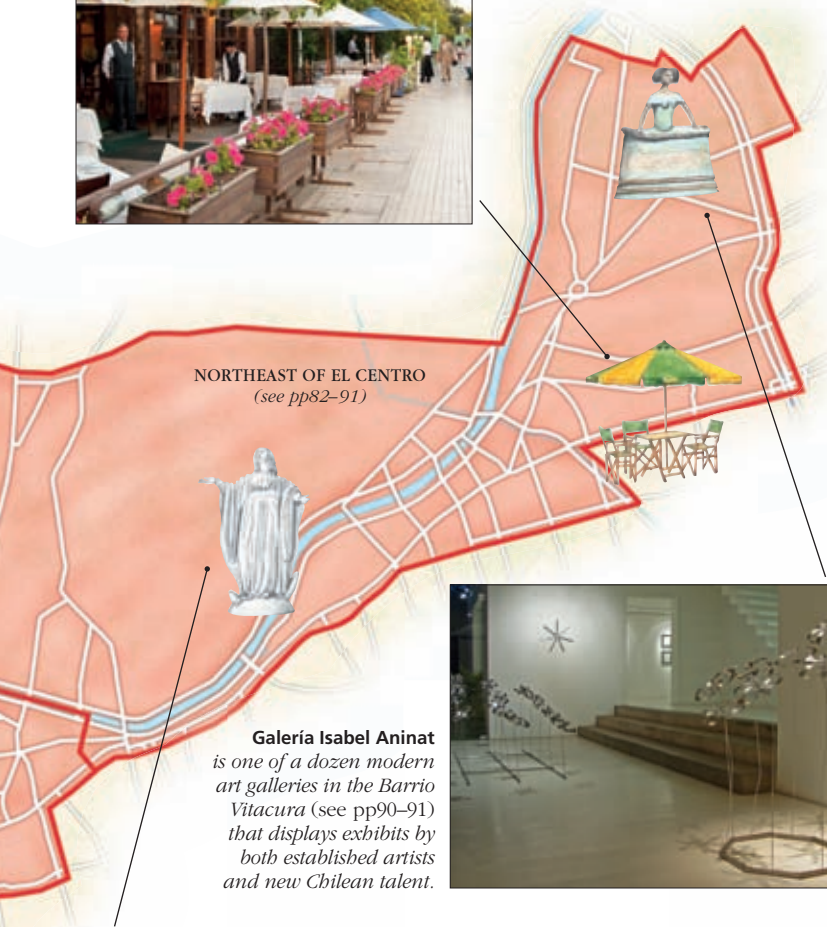 NORTHEAST OF EL CENTRO
(see pp82–91)
Galería Isabel Aninat
is one of a dozen modern
art galleries in the Barrio
Vitacura (see pp90–91)
that displays exhibits by
both established artists
and new Chilean talent.